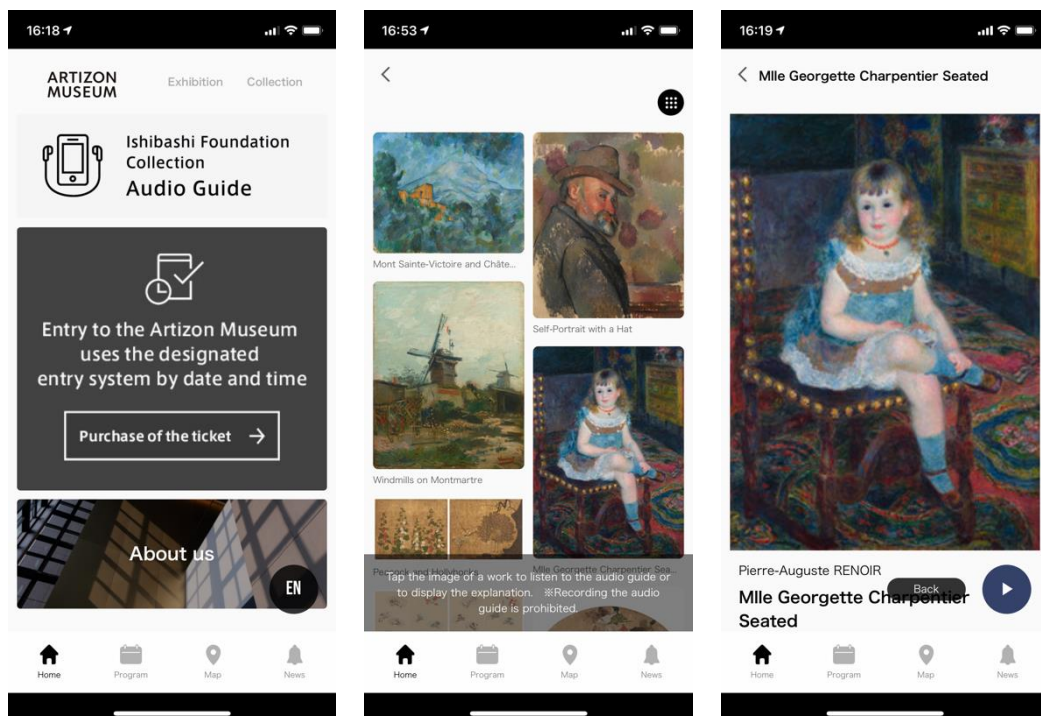 16:18
ARTIZON
MUSEUM
Exhibition
Collection
Ishibashi Foundation
Collection
Audio Guide
Entry to the Artizon Museum
uses the designated
entry system by date and time
Purchase of the ticket →
About us
EN
Home
Program
Map
News
16:53
Mont Sainte-Victoire and Châte...
Self-Portrait with a Hat
Windmills on Montmartre
Peacock and Hollyhocks
Mlle Georgette Charpentier Sea...
Tap the image of a work to listen to the audio guide or
to display the explanation. ※Recording the audio
guide is prohibited.
Home
Program
Map
News
16:19
Mlle Georgette Charpentier Seated
Pierre-Auguste RENOIR
Mlle Georgette Charpentier
Seated
Back
Home
Program
Map
News